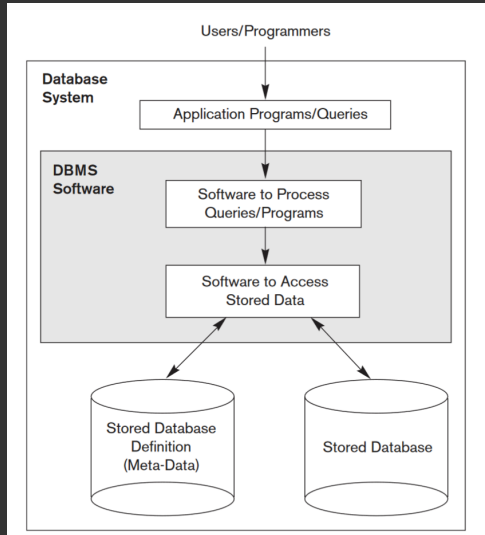 Users/Programmers
Database
System
Application Programs/Queries
DBMS
Software
Software to Process
Queries/Programs
Software to Access
Stored Data
Stored Database
Definition
(Meta-Data)
Stored Database